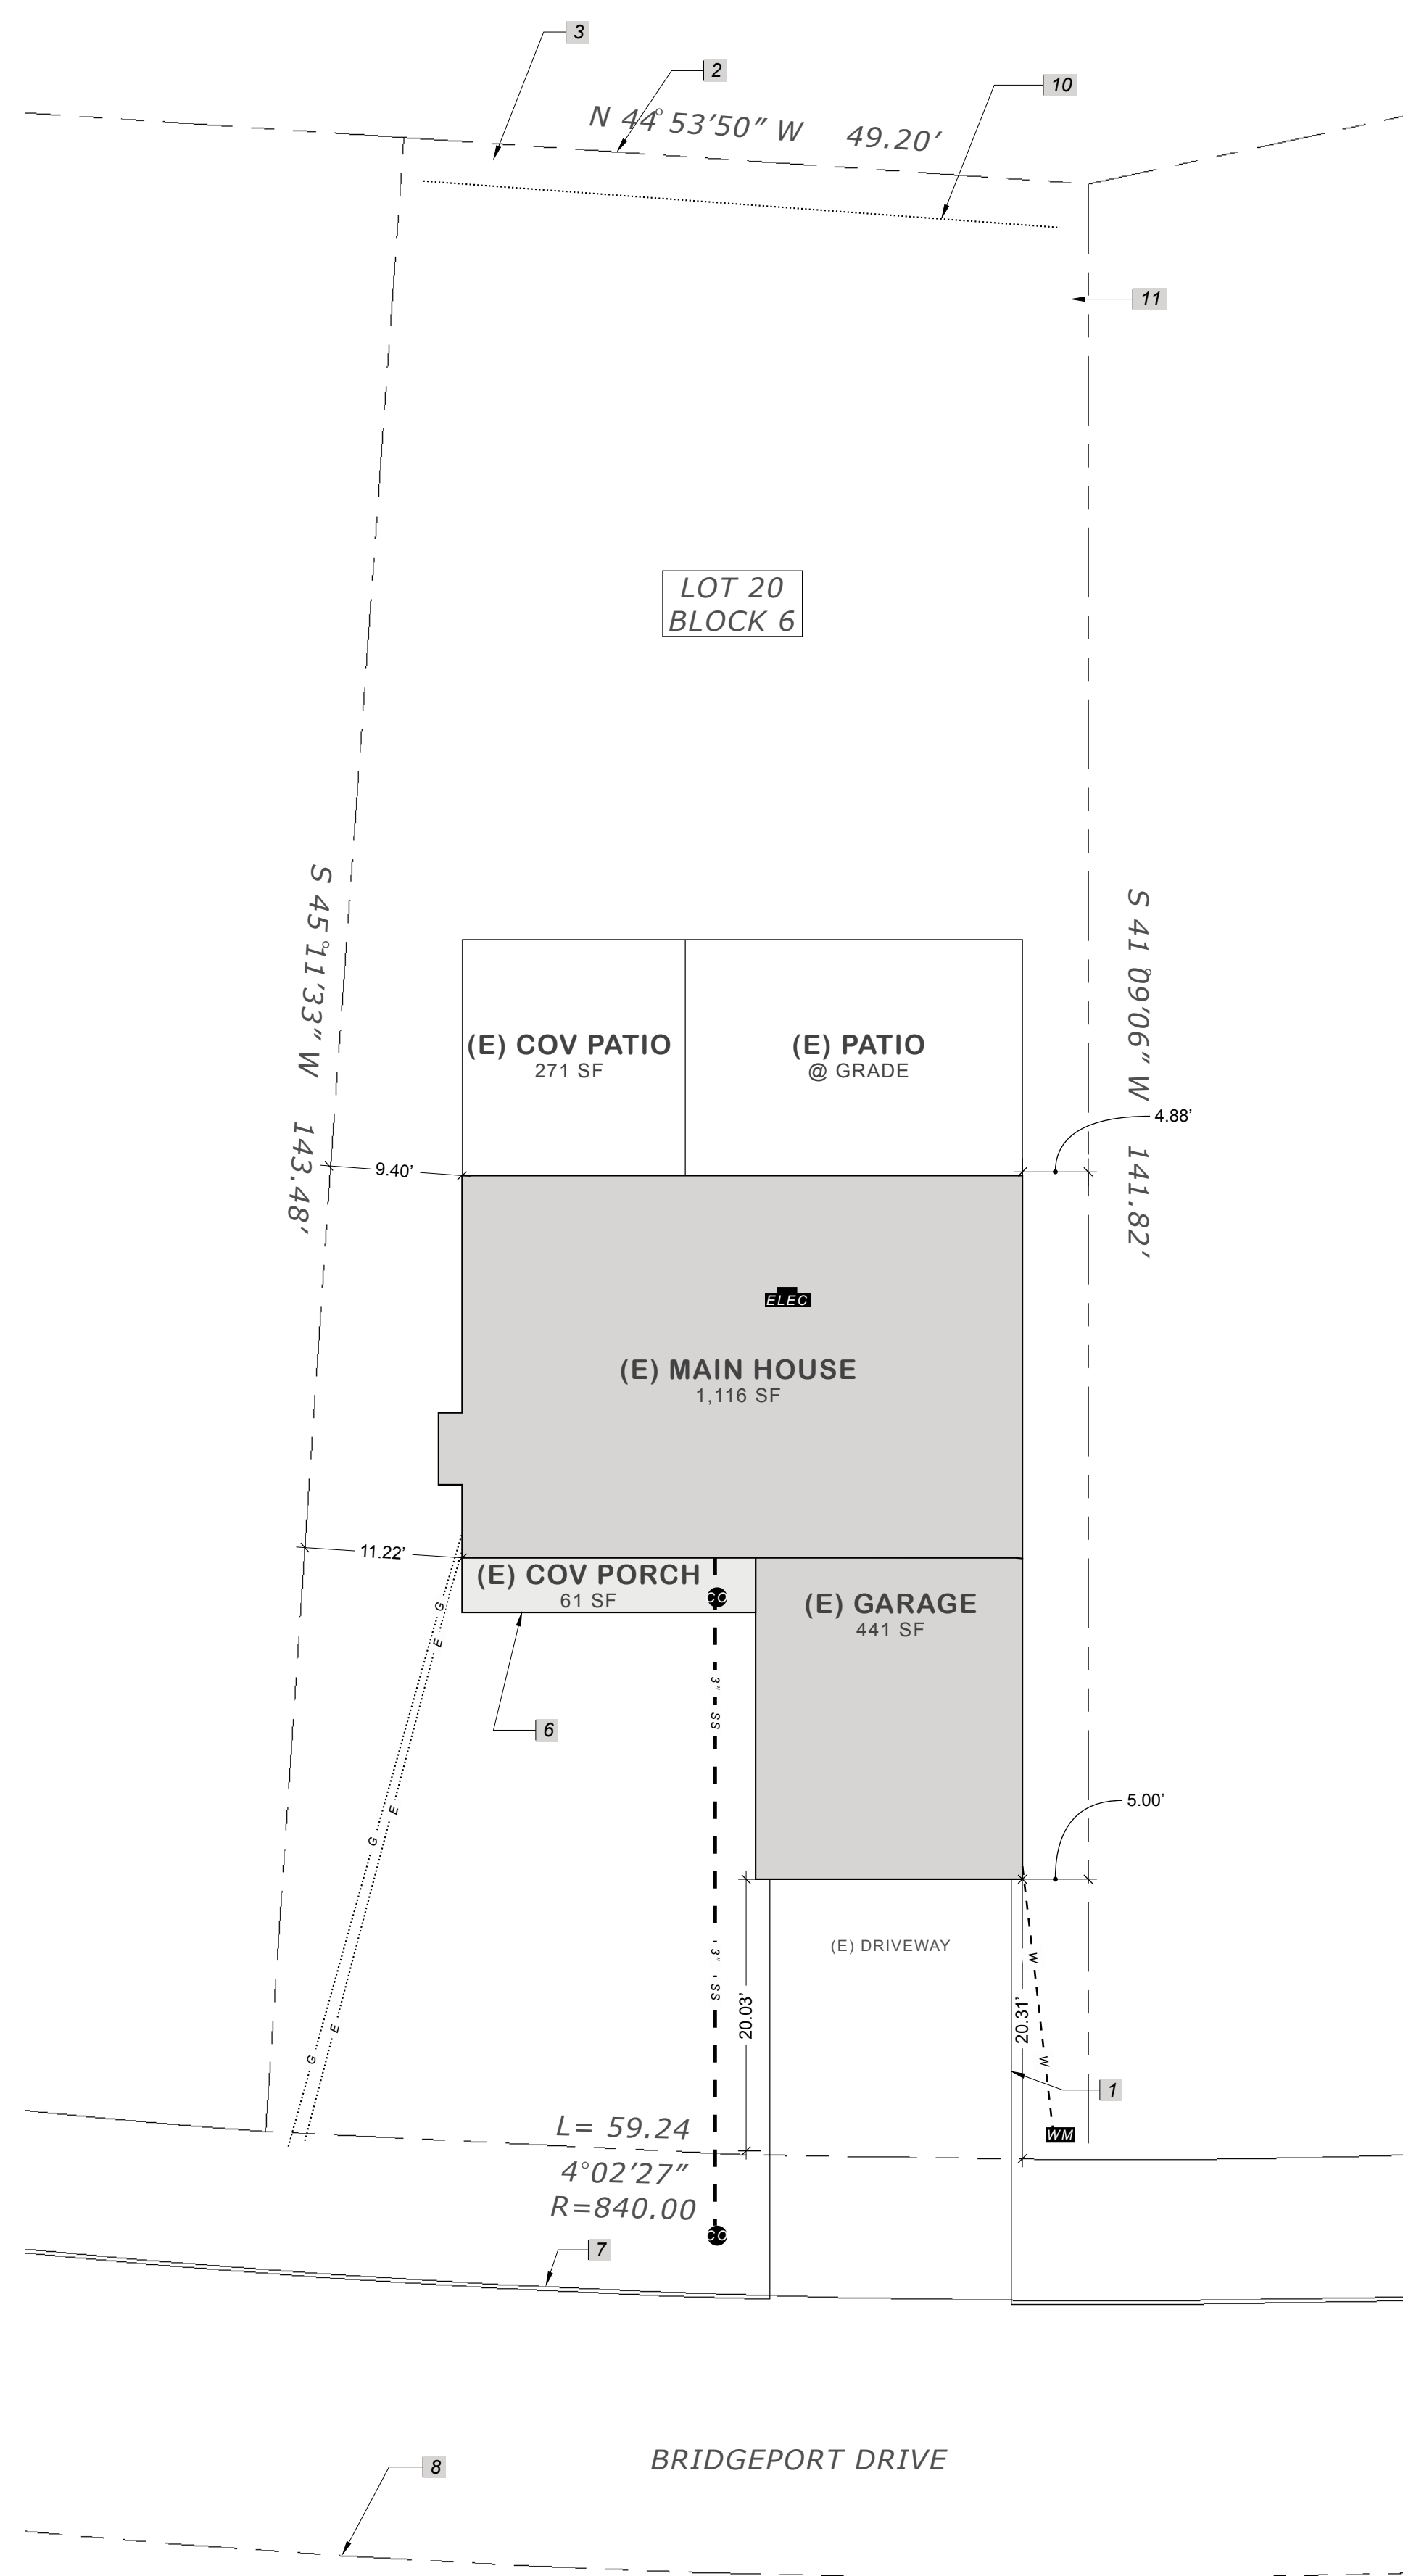 3
2
10
N 44° 53'50" W 49.20'
11
LOT 20
BLOCK 6
S 45°11'33" W 143.48'
S 41°09'06" W 141.82'
(E) COV PATIO
271 SF
(E) PATIO
@ GRADE
4.88'
9.40'
ELEC
(E) MAIN HOUSE
1,116 SF
11.22'
(E) COV PORCH
61 SF
CO
(E) GARAGE
441 SF
G
E
3" SS
6
5.00'
G
E
(E) DRIVEWAY
3" SS
W
20.03'
20.31'
G
E
W
1
WM
L= 59.24
4°02'27"
R=840.00
CO
7
BRIDGEPORT DRIVE
8